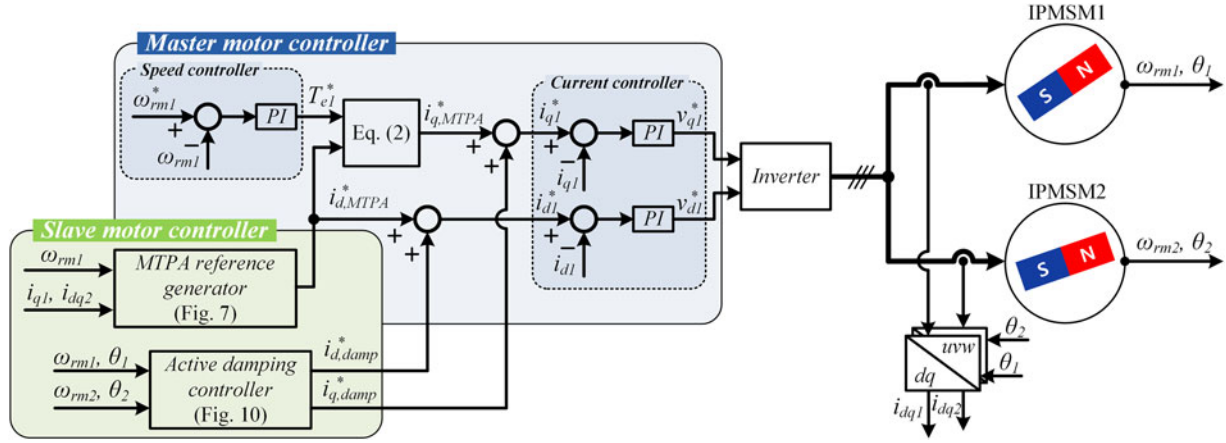 Master motor controller
Speed controller
ω*rm1
+
−
ωrm1
PI
T*e1
Eq. (2)
i*q,MTPA
+
+
i*d,MTPA
+
+
Current controller
i*q1
+
−
iq1
PI
v*q1
i*d1
+
−
id1
PI
v*d1
Inverter
IPMSM1
S N
ωrm1, θ1
IPMSM2
S N
ωrm2, θ2
Slave motor controller
ωrm1
iq1, idq2
MTPA reference
generator
(Fig. 7)
ωrm1, θ1
ωrm2, θ2
Active damping
controller
(Fig. 10)
i*d,damp
i*q,damp
uvw
dq
θ2
θ1
idq1
idq2